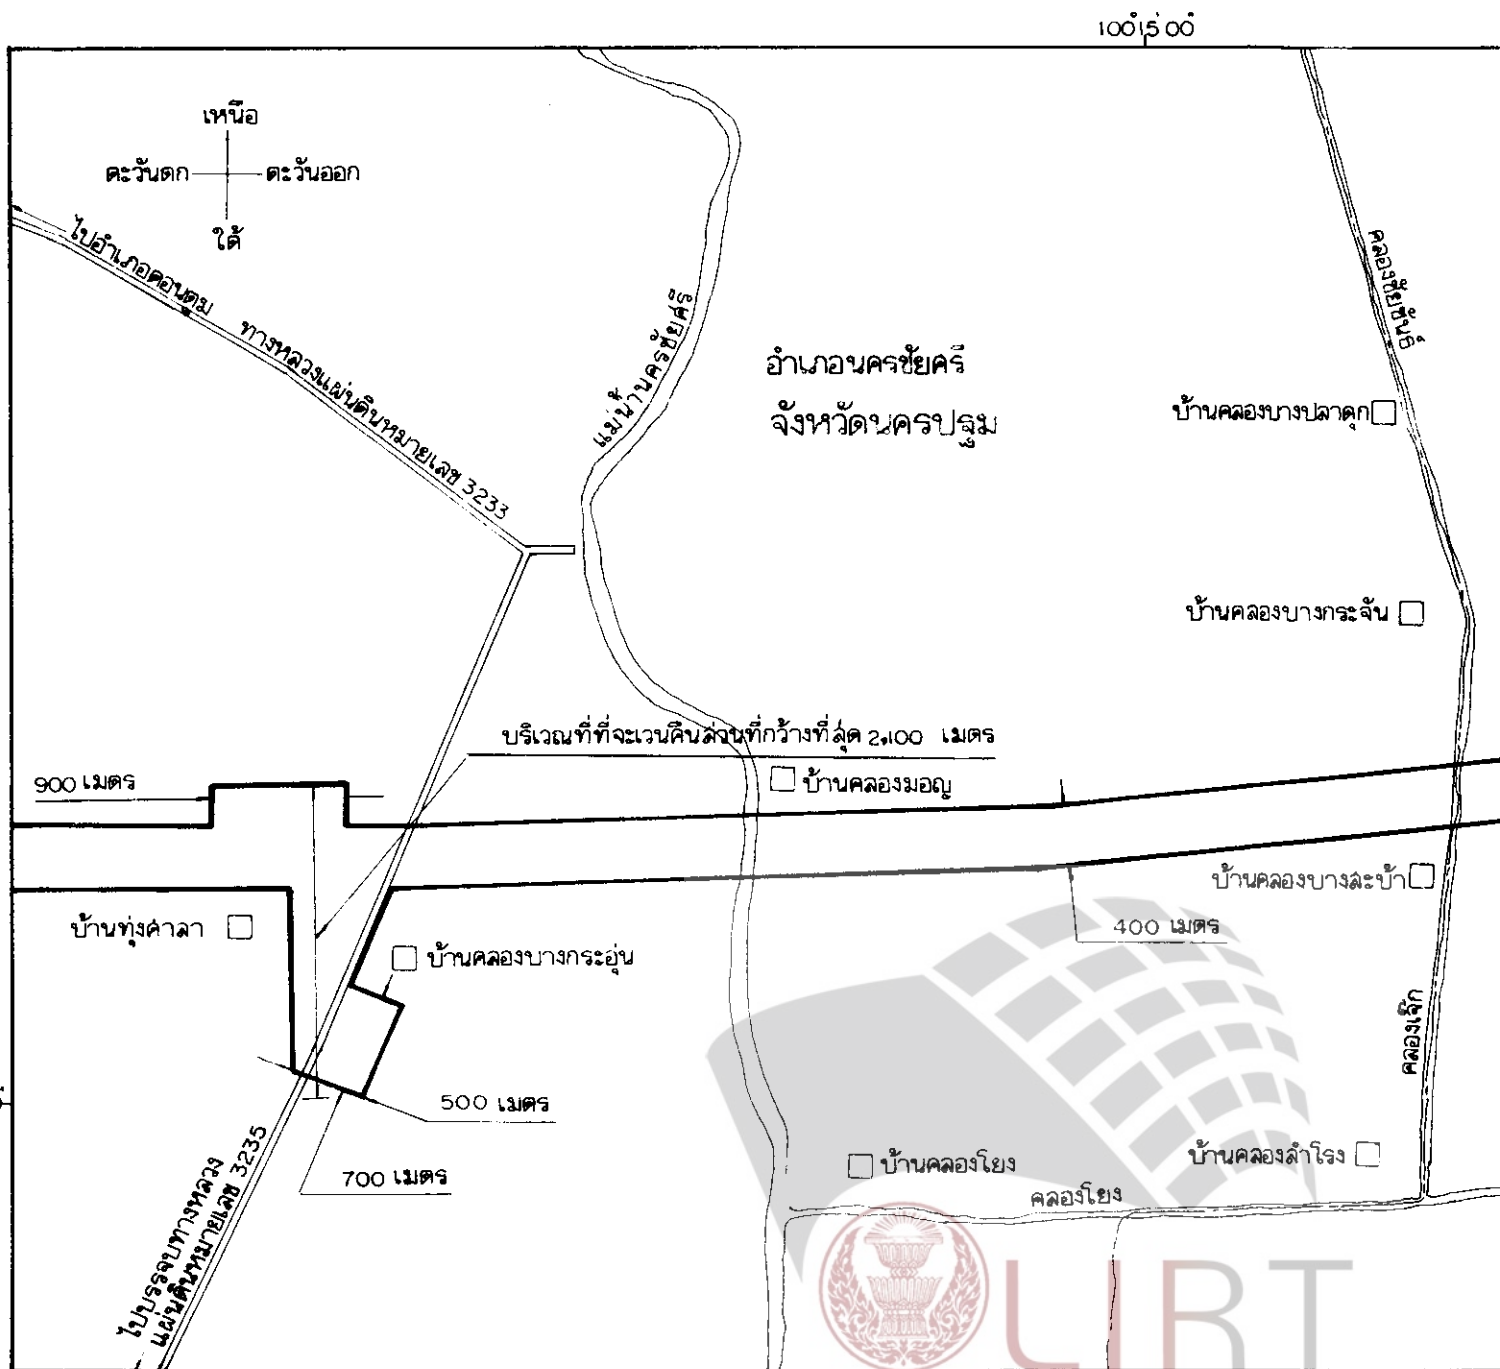 100°15′00″
เหนือ
ตะวันตก
ตะวันออก
ใต้
ไปอำเภอดอนตูม
ทางหลวงแผ่นดินหมายเลข 3233
แม่น้ำนครชัยศรี
อำเภอนครชัยศรี
จังหวัดนครปฐม
คลองชัยขันธ์
บ้านคลองบางปลาดุก
บ้านคลองบางกระจัน
บริเวณที่ที่จะเวนคืนส่วนที่กว้างที่สุด 2,100 เมตร
900 เมตร
บ้านคลองมอญ
บ้านคลองบางสะบ้า
บ้านทุ่งศาลา
400 เมตร
บ้านคลองบางกระอุ่น
คลองเจ๊ก
500 เมตร
700 เมตร
บ้านคลองโยง
บ้านคลองสำโรง
คลองโยง
ไปบรรจบทางหลวง
แผ่นดินหมายเลข 3235
LIRT